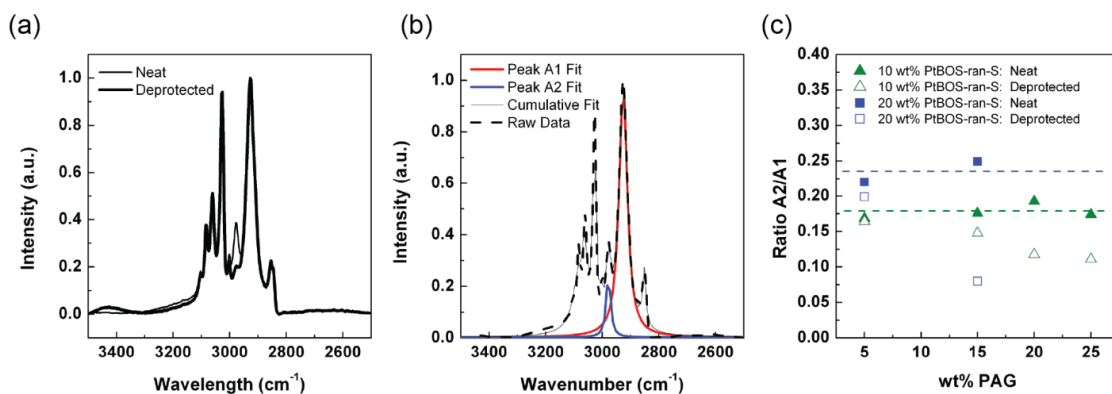 (a)
Neat
Deprotected
1.0
0.8
0.6
0.4
0.2
0.0
Intensity (a.u.)
3400 3200 3000 2800 2600
Wavelength (cm⁻¹)
(b)
Peak A1 Fit
Peak A2 Fit
Cumulative Fit
Raw Data
1.0
0.8
0.6
0.4
0.2
0.0
Intensity (a.u.)
3400 3200 3000 2800 2600
Wavenumber (cm⁻¹)
(c)
10 wt% PtBOS-ran-S: Neat
10 wt% PtBOS-ran-S: Deprotected
20 wt% PtBOS-ran-S: Neat
20 wt% PtBOS-ran-S: Deprotected
0.40
0.35
0.30
0.25
0.20
0.15
0.10
0.05
0.00
Ratio A2/A1
5 10 15 20 25
wt% PAG